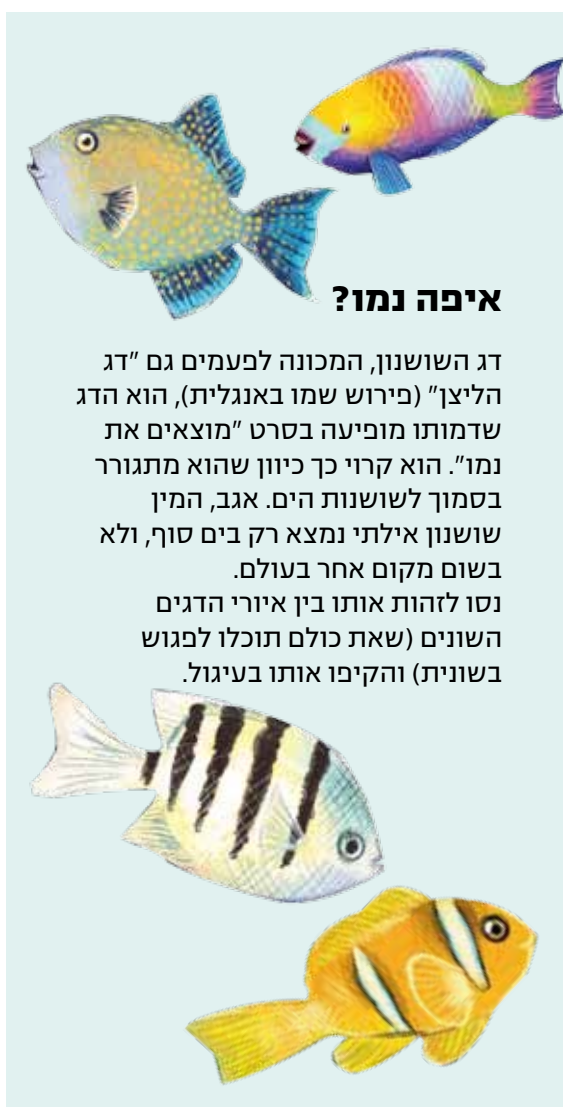 איפה נמו?
דג השושנון, המכונה לפעמים גם "דג
הליצן" (פירוש שמו באנגלית), הוא הדג
שדמותו מופיעה בסרט "מוצאים את
נמו". הוא קרוי כך כיוון שהוא מתגורר
בסמוך לשושנות הים. אגב, המין
שושנון אילתי נמצא רק בים סוף, ולא
בשום מקום אחר בעולם.
נסו לזהות אותו בין איורי הדגים
השונים (שאת כולם תוכלו לפגוש
בשונית) והקיפו אותו בעיגול.